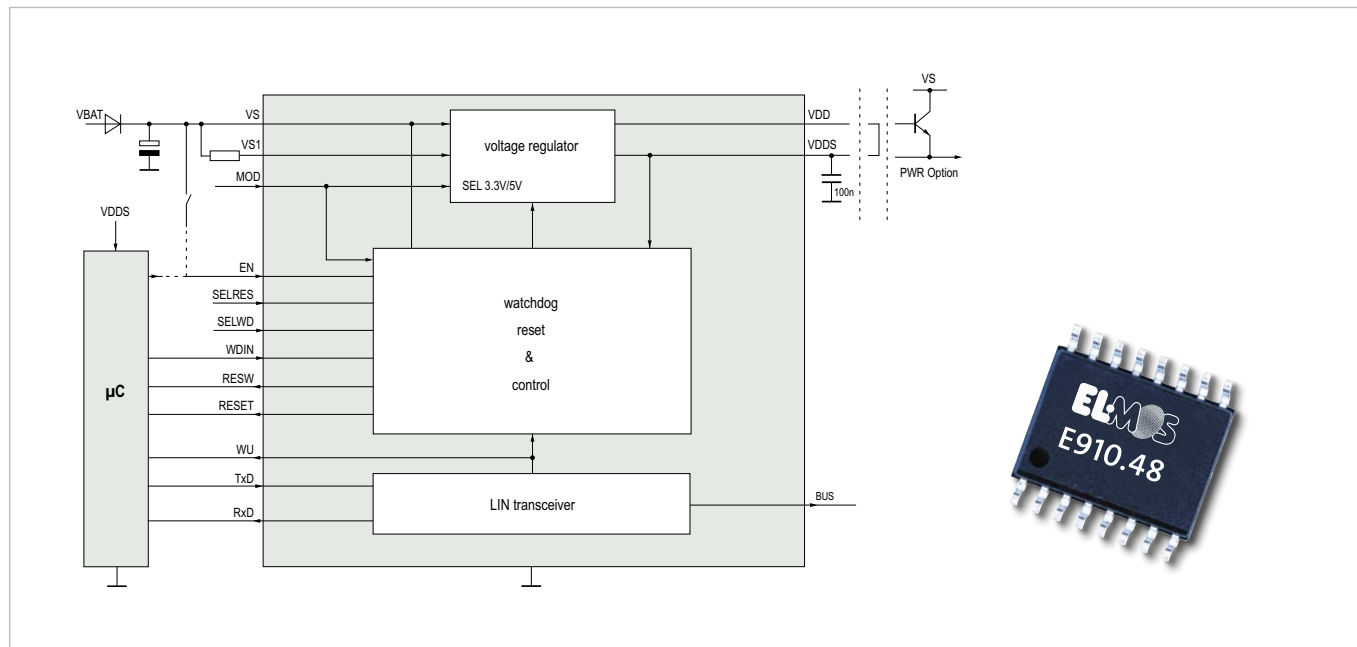 VS
VBAT
VS
VDD
VS1
voltage regulator
VDDS
MOD
SEL 3.3V/5V
100n
PWR Option
VDDS
EN
SELRES
watchdog
SELWD
reset
WDIN
&
RESW
control
µC
RESET
WU
TxD
LIN transceiver
BUS
RxD
ELMOS
E910.48